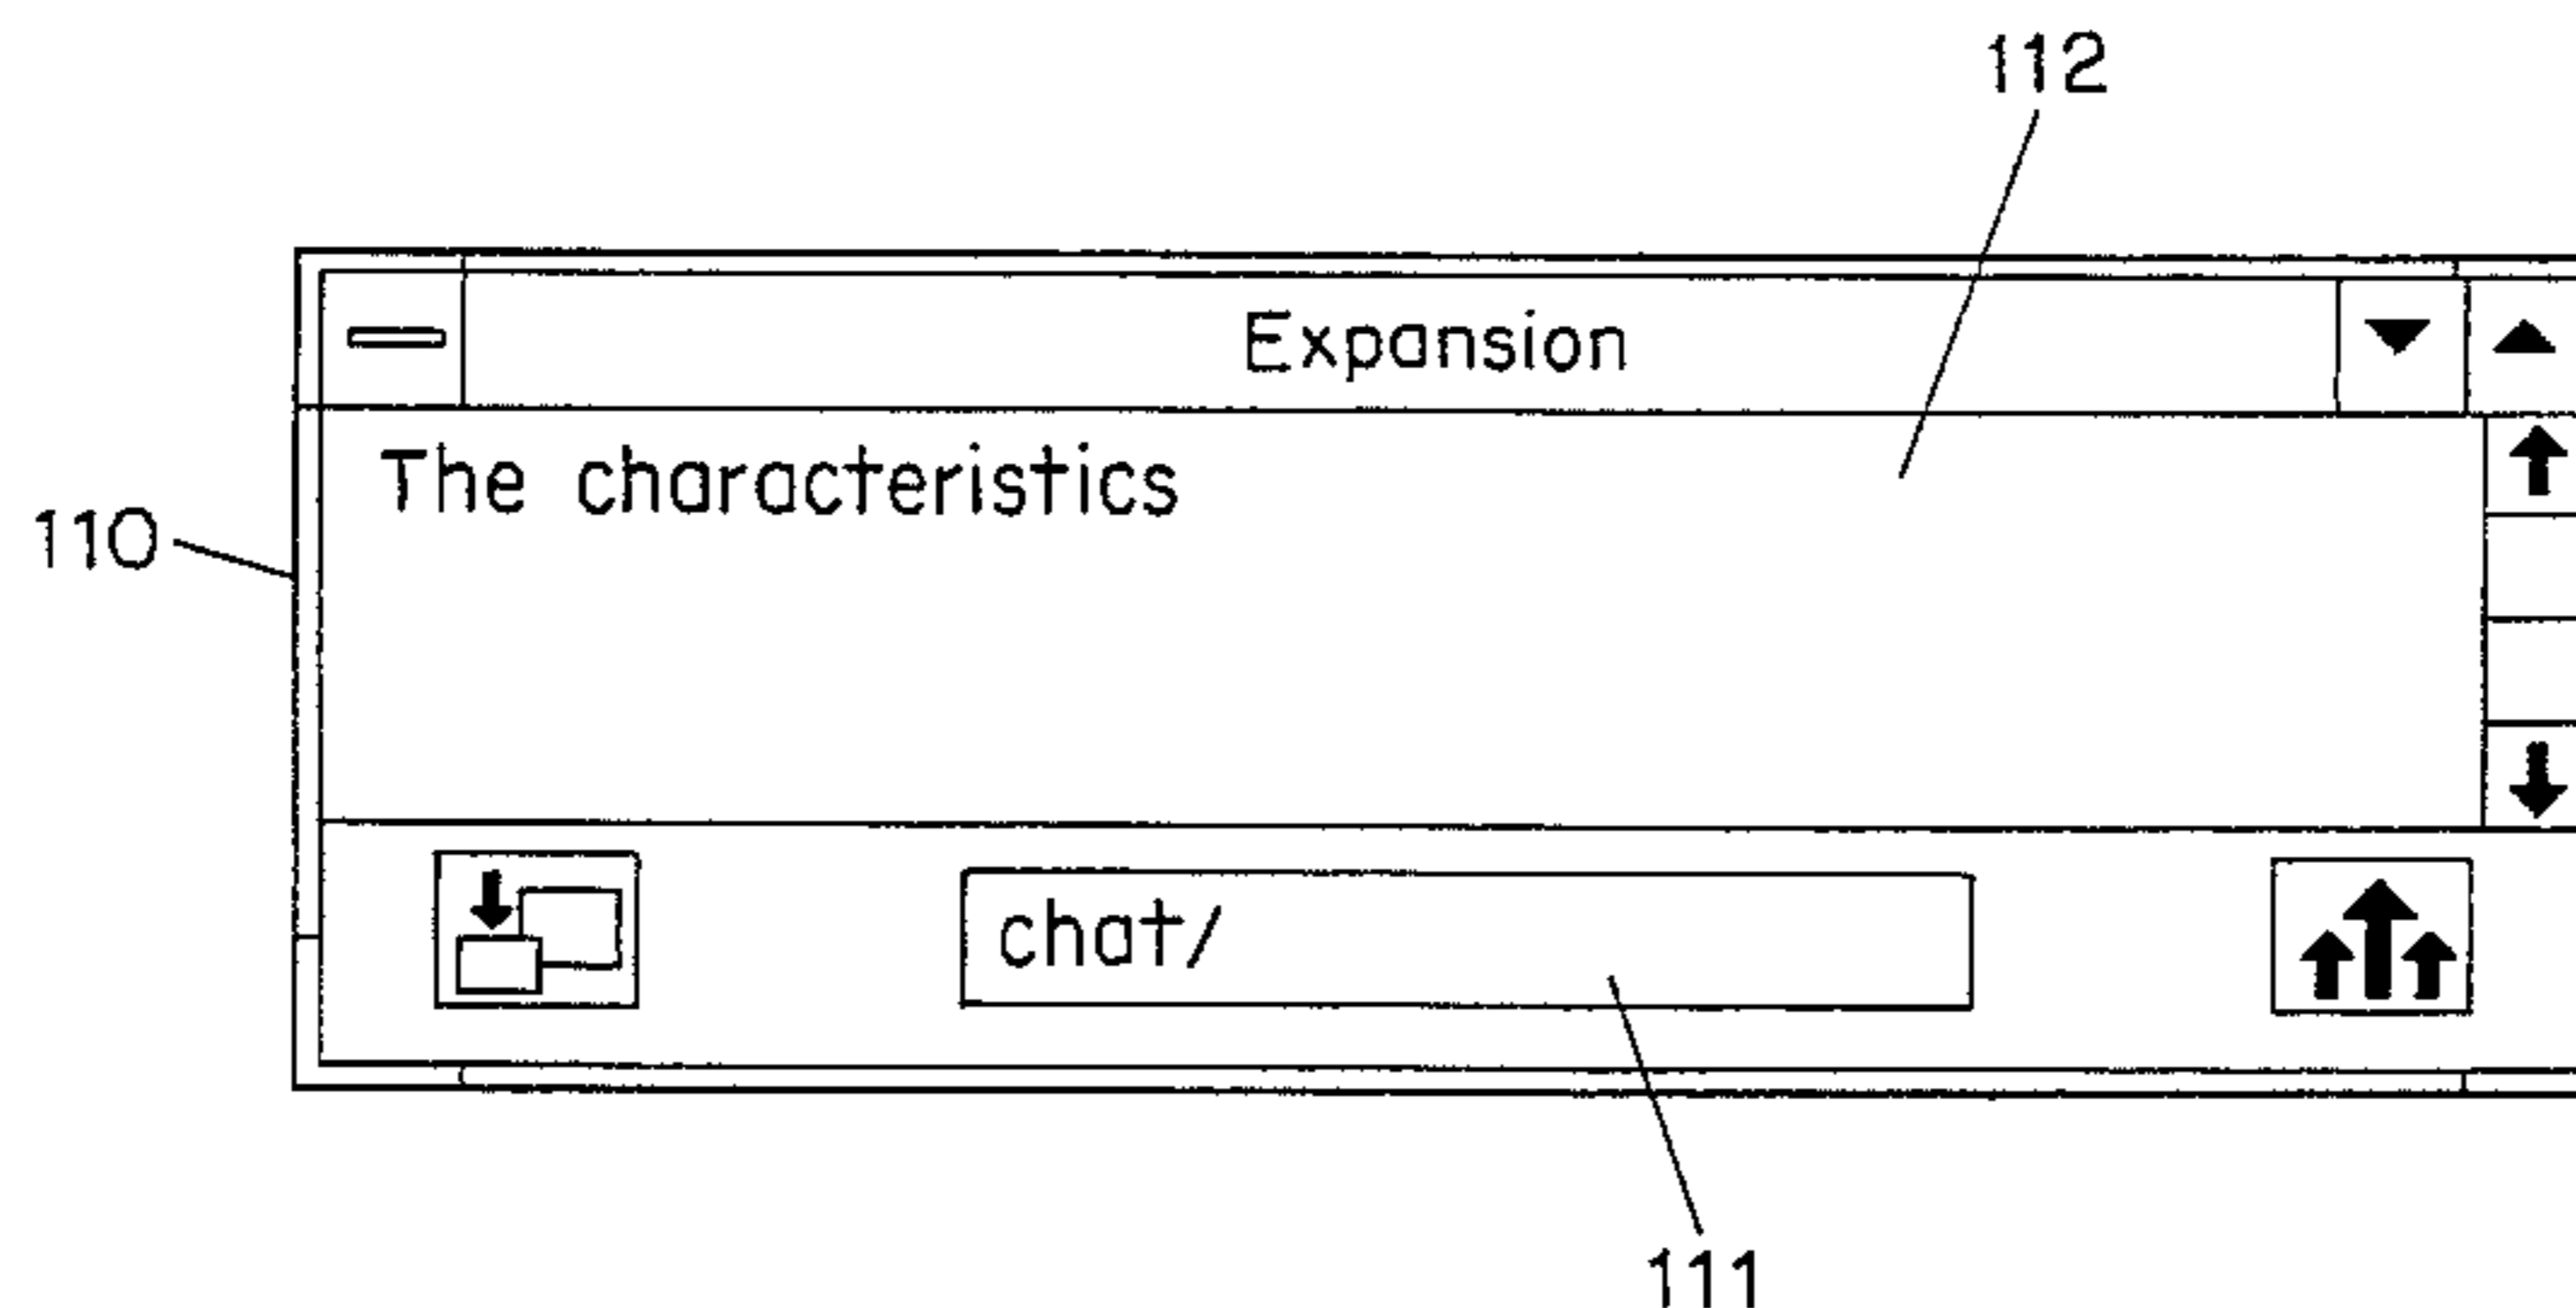 112
Expansion
The characteristics
110
chat/
111